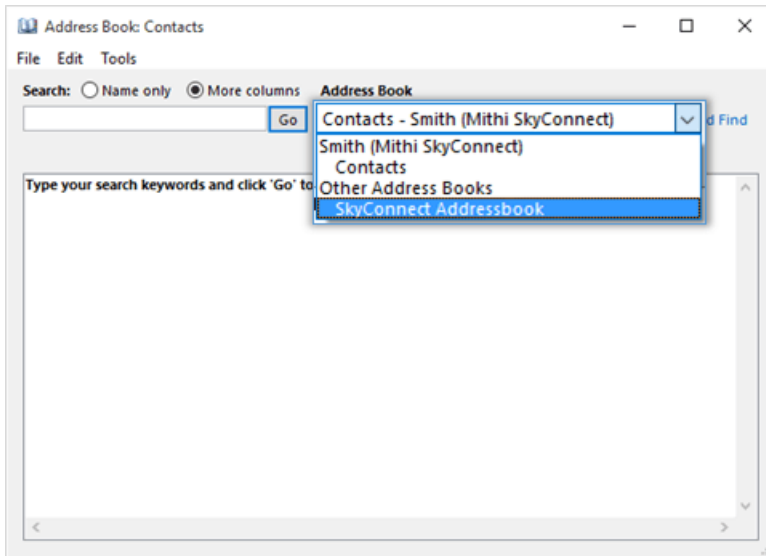 Address Book: Contacts
File Edit Tools
Search: Name only More columns Address Book
Go Contacts - Smith (Mithi SkyConnect) d Find
Smith (Mithi SkyConnect)
Contacts
Type your search keywords and click 'Go' to Other Address Books
SkyConnect Addressbook